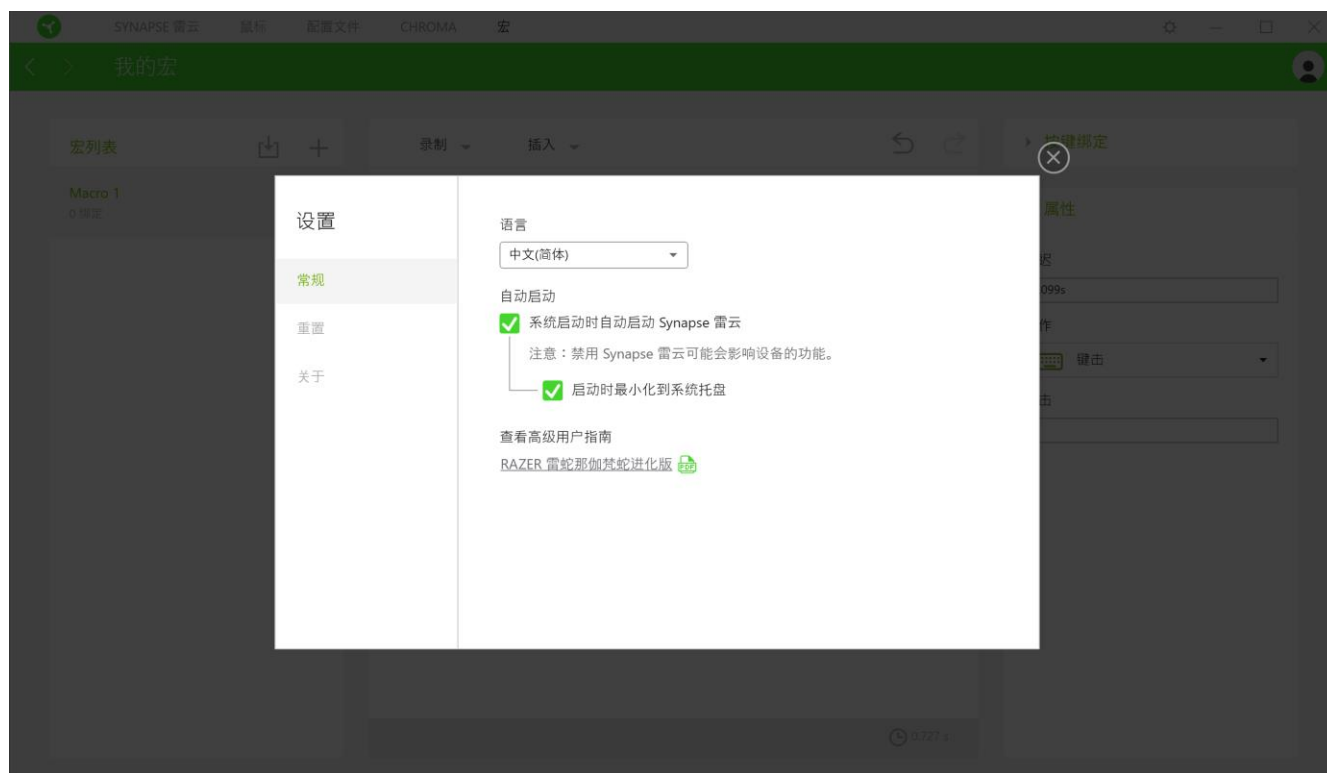 SYNAPSE 雷云 鼠标 配置文件 CHROMA 宏
我的宏
宏列表
录制 插入
按键绑定
Macro 1
0 绑定
属性
设置
常规
重置
关于
语言
中文(简体)
自动启动
系统启动时自动启动 Synapse 雷云
注意：禁用 Synapse 雷云可能会影响设备的功能。
启动时最小化到系统托盘
查看高级用户指南
RAZER 雷蛇那伽梵蛇进化版
PDF
099s
键击
0.727 s